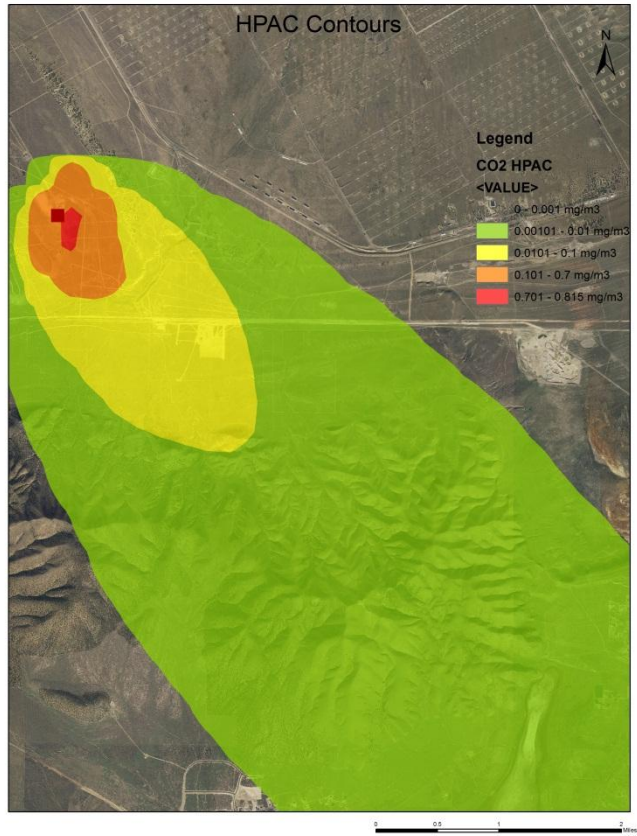 HPAC Contours
N
Legend
CO2 HPAC
<VALUE>
0 - 0.001 mg/m3
0.00101 - 0.01 mg/m3
0.0101 - 0.1 mg/m3
0.101 - 0.7 mg/m3
0.701 - 0.815 mg/m3
0 0.5 1 2
Miles